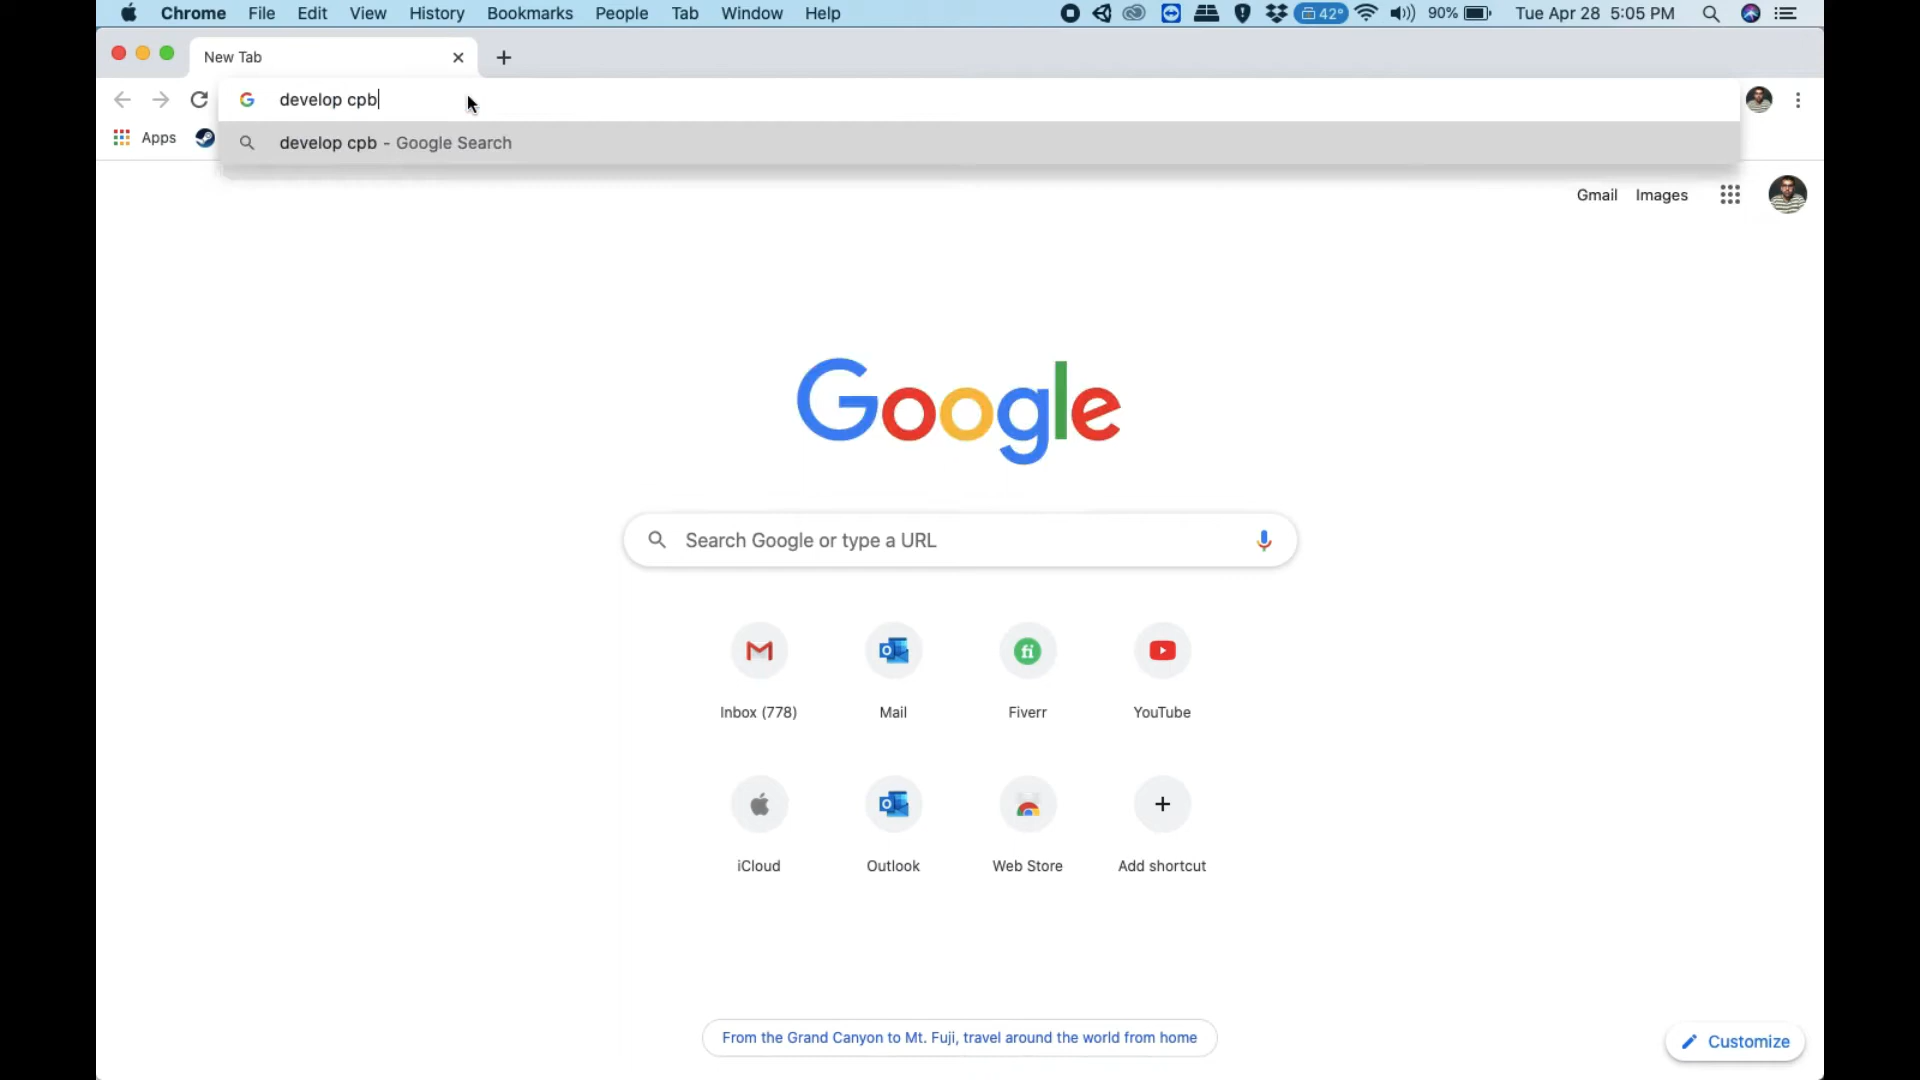 Chrome File Edit View History Bookmarks People Tab Window Help 42° 90% Tue Apr 28 5:05 PM
New Tab
develop cpb
Apps
develop cpb - Google Search
Gmail Images
Google
Search Google or type a URL
Inbox (778) Mail Fiverr YouTube
iCloud Outlook Web Store Add shortcut
From the Grand Canyon to Mt. Fuji, travel around the world from home
Customize